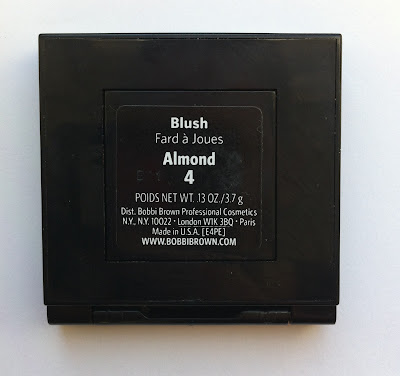 Blush
Fard à Joues
Almond
4
POIDS NET WT. .13 OZ./3.7 g
Dist. Bobbi Brown Professional Cosmetics
N.Y., N.Y. 10022 • London W1K 3BQ • Paris
Made in U.S.A. [E4PE]
WWW.BOBBIBROWN.COM